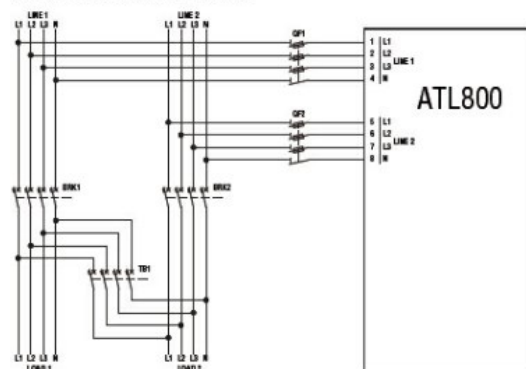 LINE 1
L1 L2 L3 N
LINE 2
L1 L2 L3 N
QF1
1 L1
2 L2
3 L3
4 N
LINE 1
ATL800
QF2
5 L1
6 L2
7 L3
8 N
LINE 2
BRK1
BRK2
TB1
L1 L2 L3 N
LOAD 1
L1 L2 L3 N
LOAD 2